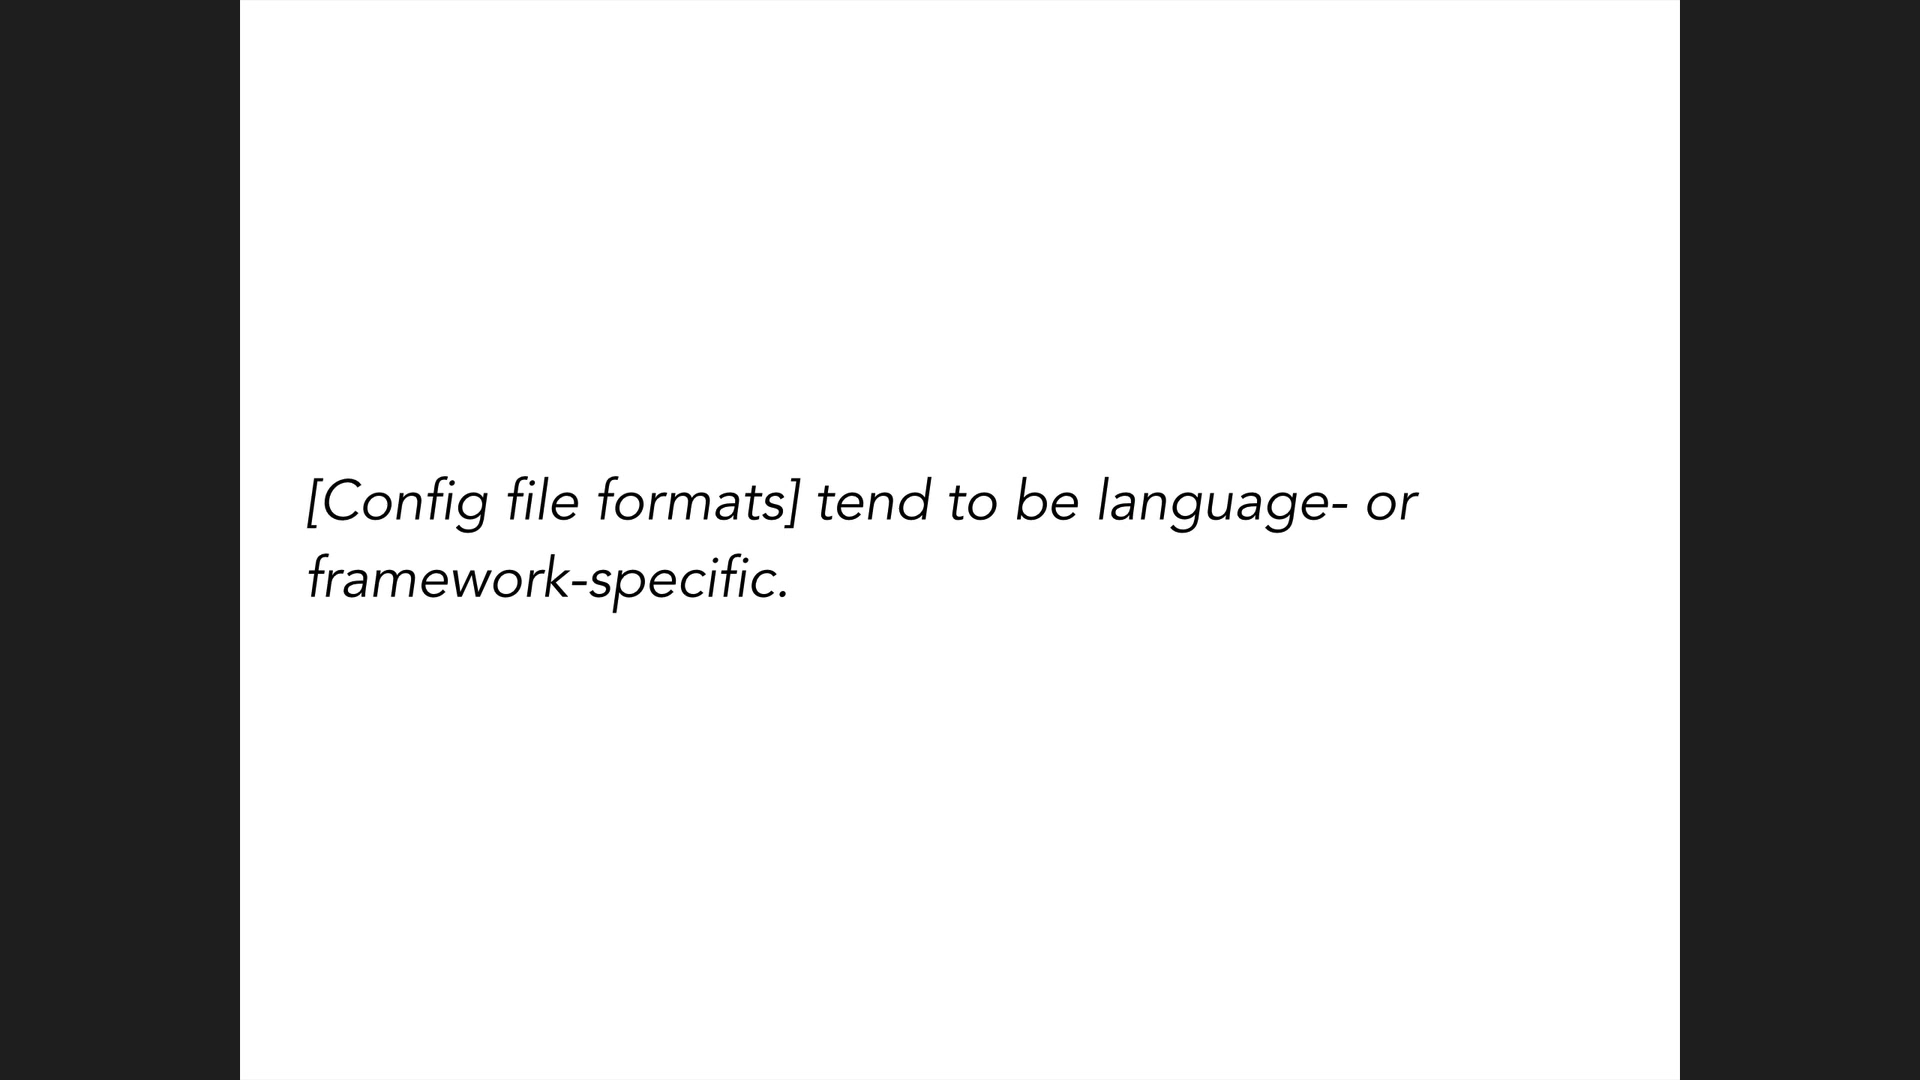 [Config file formats] tend to be language- or
framework-specific.